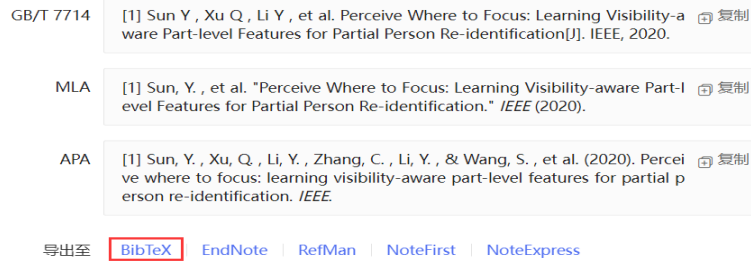 GB/T 7714 [1] Sun Y , Xu Q , Li Y , et al. Perceive Where to Focus: Learning Visibility-a 复制
ware Part-level Features for Partial Person Re-identification[J]. IEEE, 2020.
MLA [1] Sun, Y. , et al. "Perceive Where to Focus: Learning Visibility-aware Part-l 复制
evel Features for Partial Person Re-identification." IEEE (2020).
APA [1] Sun, Y. , Xu, Q. , Li, Y. , Zhang, C. , Li, Y. , & Wang, S. , et al. (2020). Percei 复制
ve where to focus: learning visibility-aware part-level features for partial p
erson re-identification. IEEE.
导出至 BibTeX EndNote RefMan NoteFirst NoteExpress